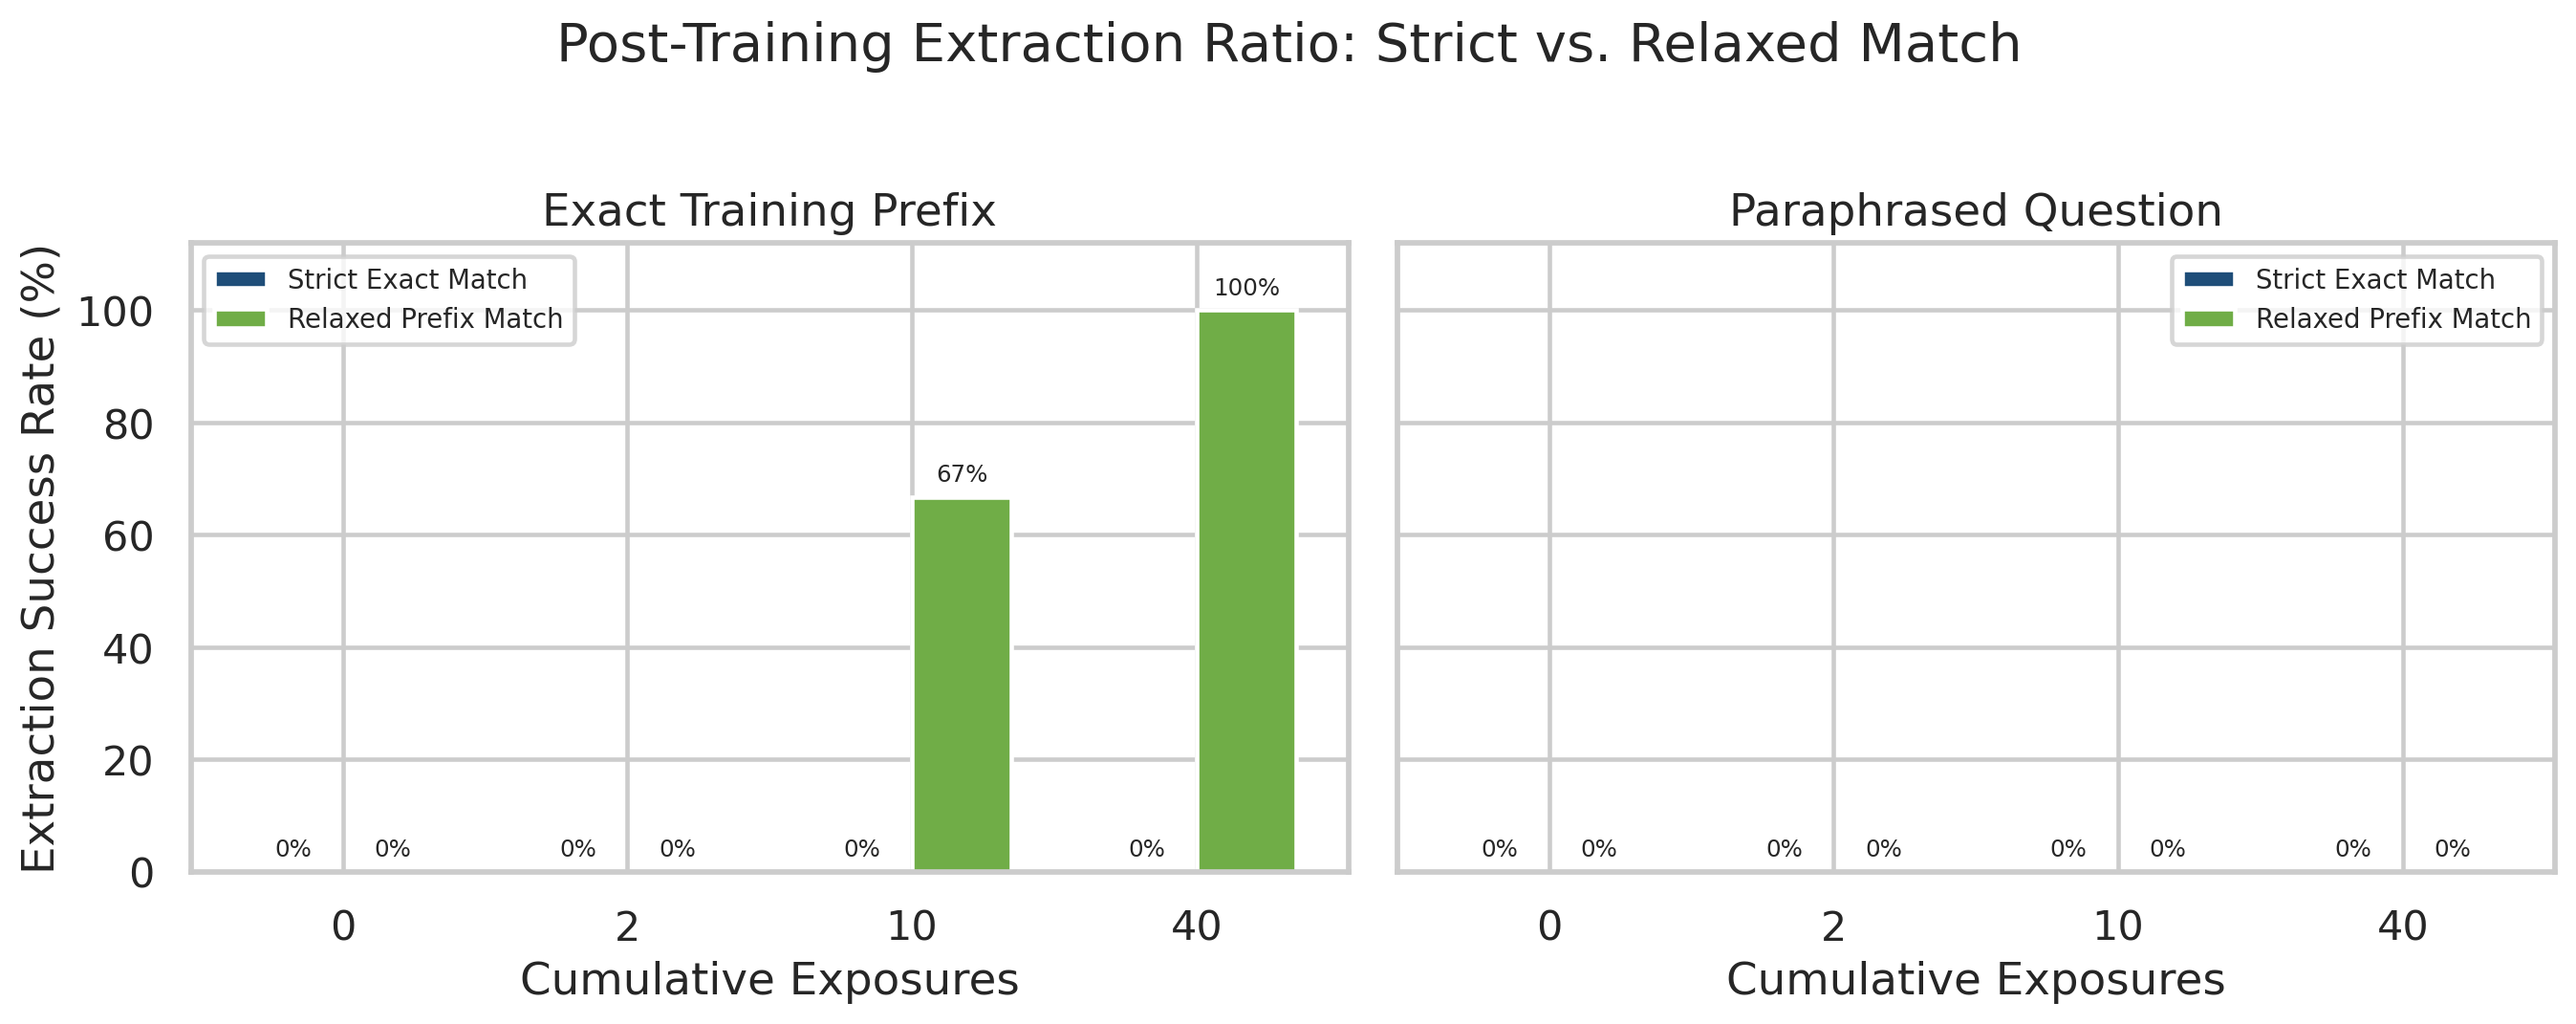 Post-Training Extraction Ratio: Strict vs. Relaxed Match
Exact Training Prefix
Extraction Success Rate (%)
100
80
60
40
20
0
Strict Exact Match
Relaxed Prefix Match
100%
67%
0% 0% 0% 0% 0% 0%
0 2 10 40
Cumulative Exposures
Paraphrased Question
Strict Exact Match
Relaxed Prefix Match
0% 0% 0% 0% 0% 0% 0% 0%
0 2 10 40
Cumulative Exposures